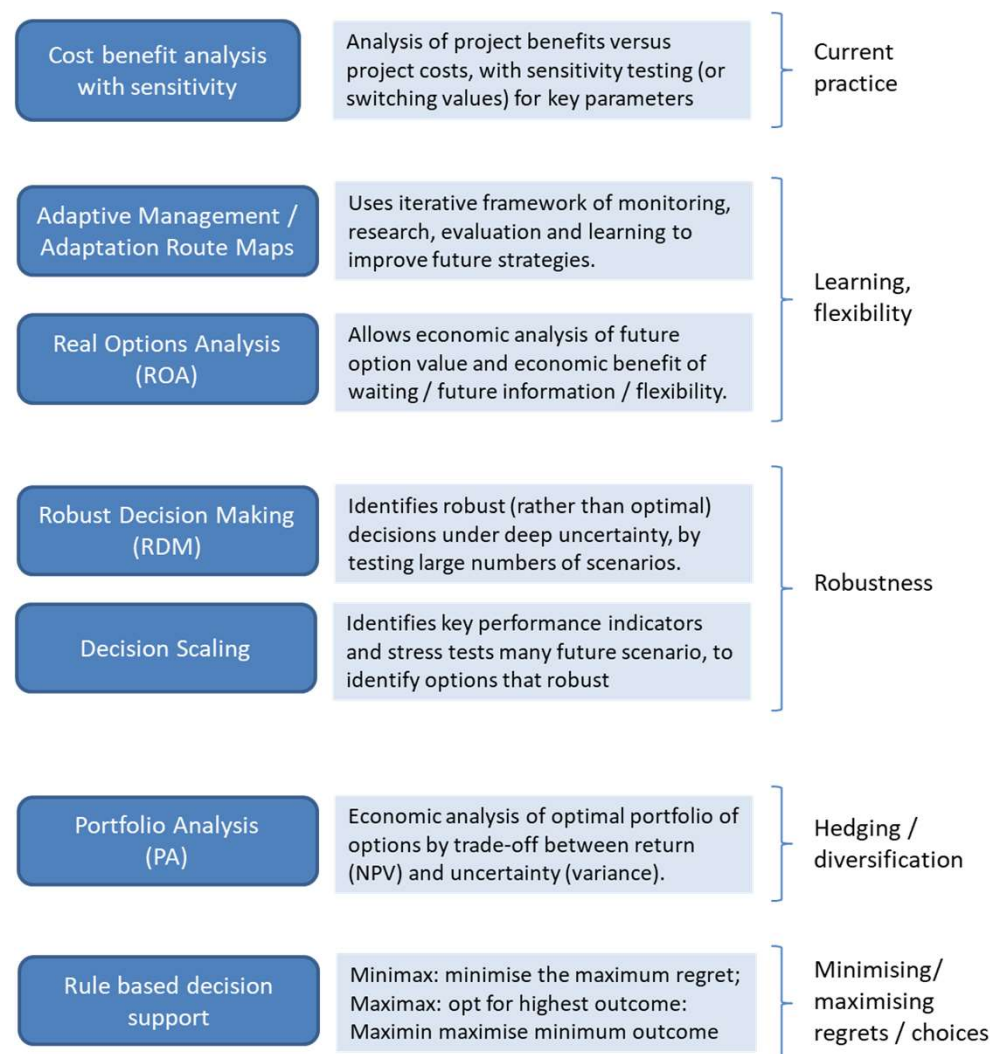 Cost benefit analysis
with sensitivity
Analysis of project benefits versus
project costs, with sensitivity testing (or
switching values) for key parameters
Current
practice
Adaptive Management /
Adaptation Route Maps
Uses iterative framework of monitoring,
research, evaluation and learning to
improve future strategies.
Learning,
flexibility
Real Options Analysis
(ROA)
Allows economic analysis of future
option value and economic benefit of
waiting / future information / flexibility.
Robust Decision Making
(RDM)
Identifies robust (rather than optimal)
decisions under deep uncertainty, by
testing large numbers of scenarios.
Robustness
Decision Scaling
Identifies key performance indicators
and stress tests many future scenario, to
identify options that robust
Portfolio Analysis
(PA)
Economic analysis of optimal portfolio of
options by trade-off between return
(NPV) and uncertainty (variance).
Hedging /
diversification
Rule based decision
support
Minimax: minimise the maximum regret;
Maximax: opt for highest outcome:
Maximin maximise minimum outcome
Minimising/
maximising
regrets / choices